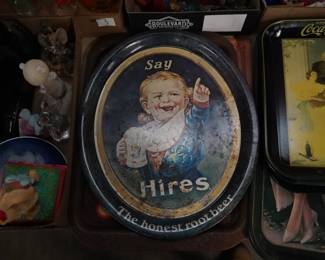 BOULEVARD
Say
Hires
The honest root beer
Coca